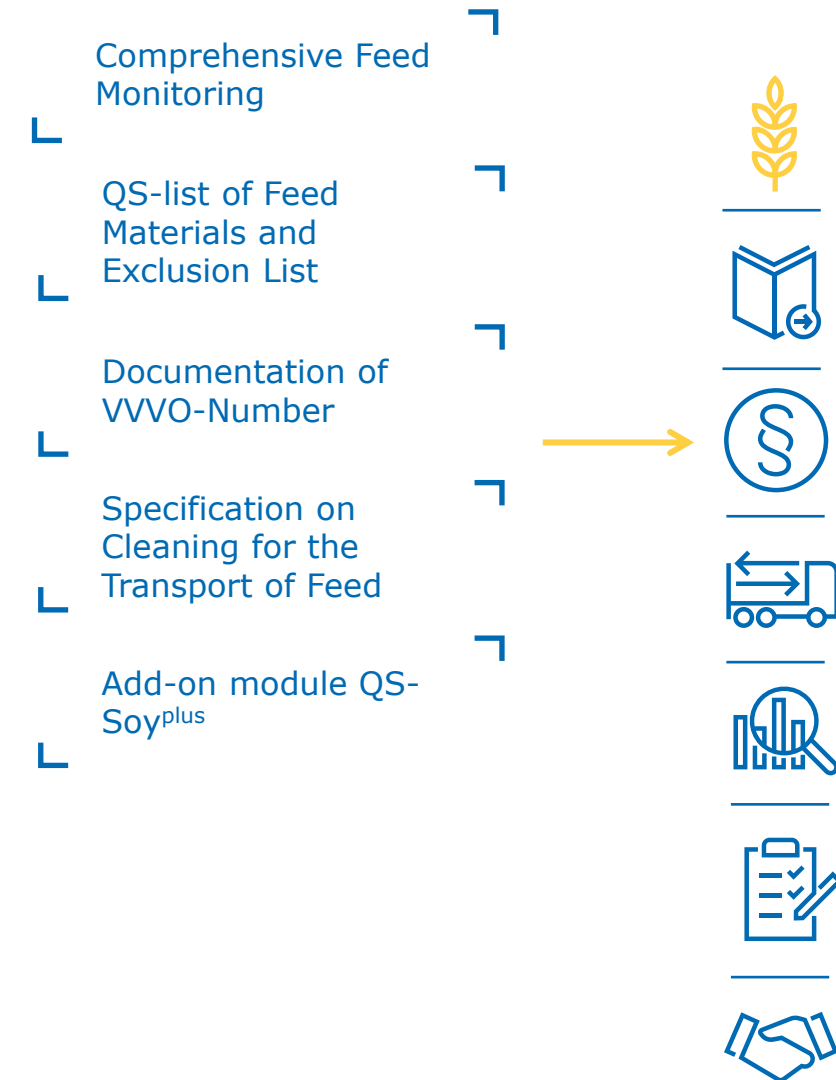 Comprehensive Feed
Monitoring
QS-list of Feed
Materials and
Exclusion List
Documentation of
VVVO-Number
Specification on
Cleaning for the
Transport of Feed
Add-on module QS-
Soyplus
§